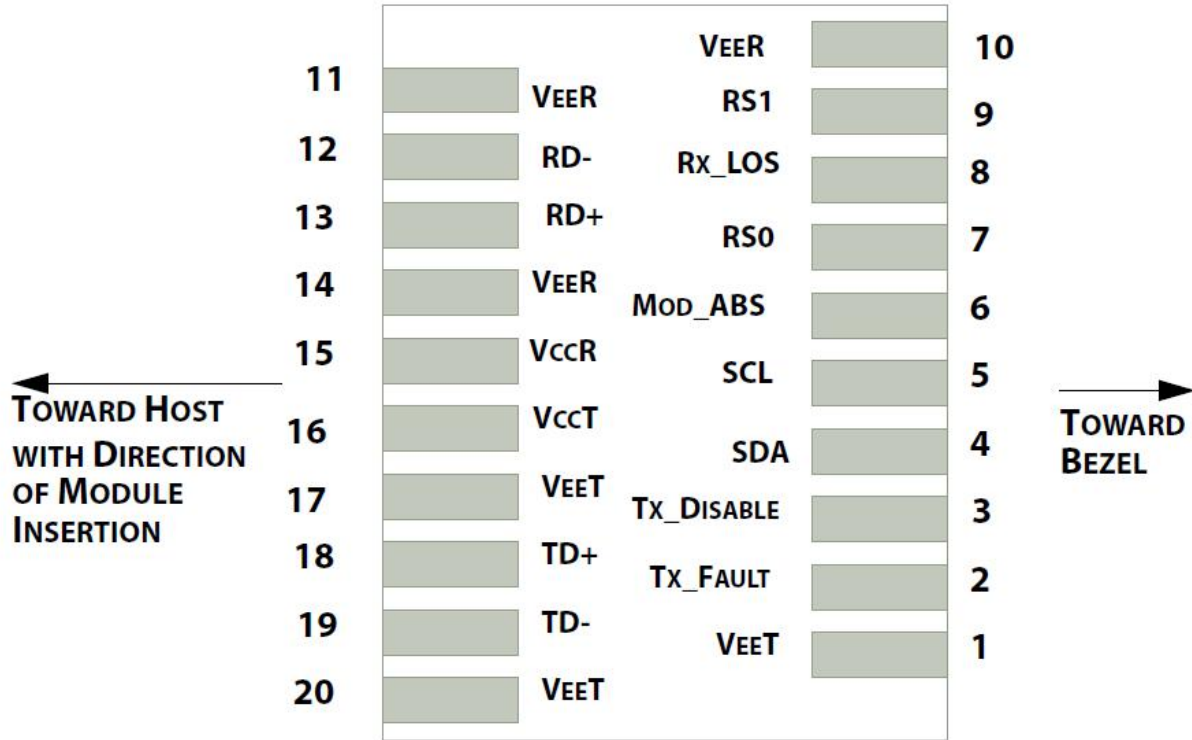 11 VEER
12 RD-
13 RD+
14 VEER
15 VCCR
16 VCCT
17 VEET
18 TD+
19 TD-
20 VEET
VEER 10
RS1 9
RX_LOS 8
RS0 7
MOD_ABS 6
SCL 5
SDA 4
TX_DISABLE 3
TX_FAULT 2
VEET 1
TOWARD HOST
WITH DIRECTION
OF MODULE
INSERTION
TOWARD
BEZEL